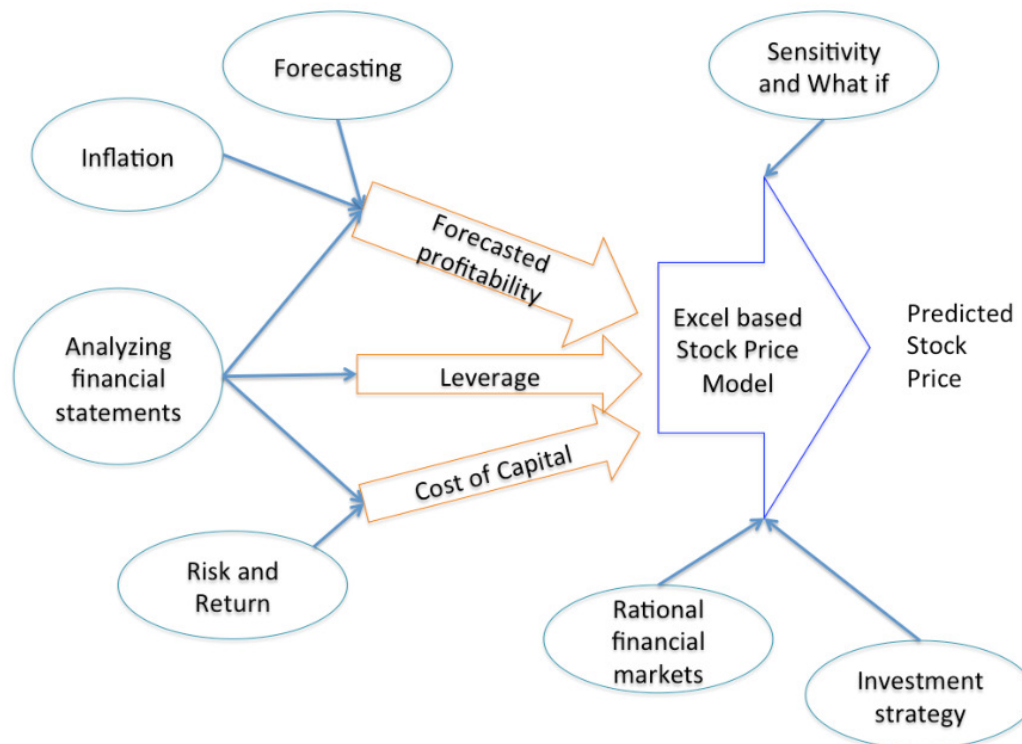 Forecasting
Sensitivity
and What if
Inflation
Forecasted
profitability
Analyzing
financial
statements
Leverage
Excel based
Stock Price
Model
Predicted
Stock
Price
Cost of Capital
Risk and
Return
Rational
financial
markets
Investment
strategy